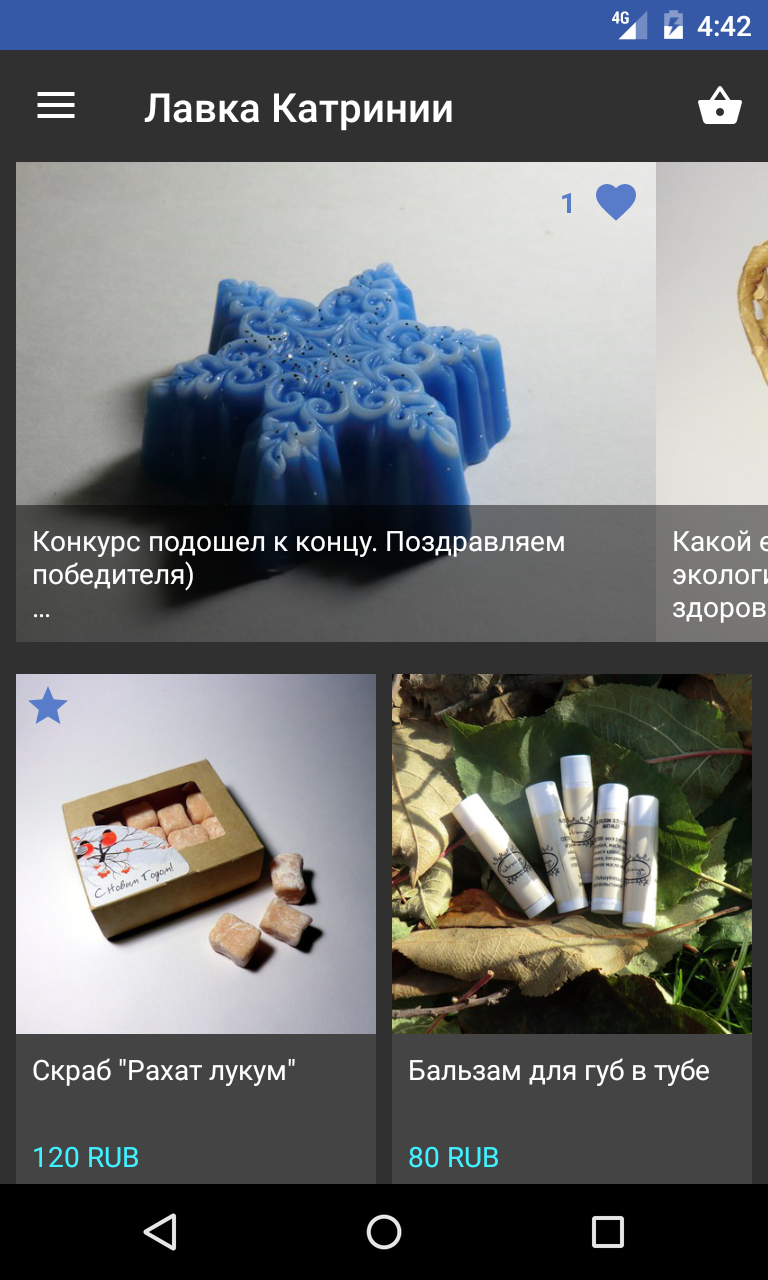 4G 4:42
Лавка Катринии
1
Конкурс подошел к концу. Поздравляем
победителя)
...
Какой
эколог
здоров
С Новым Годом!
Скраб "Рахат лукум"
Бальзам для губ в тубе
120 RUB
80 RUB